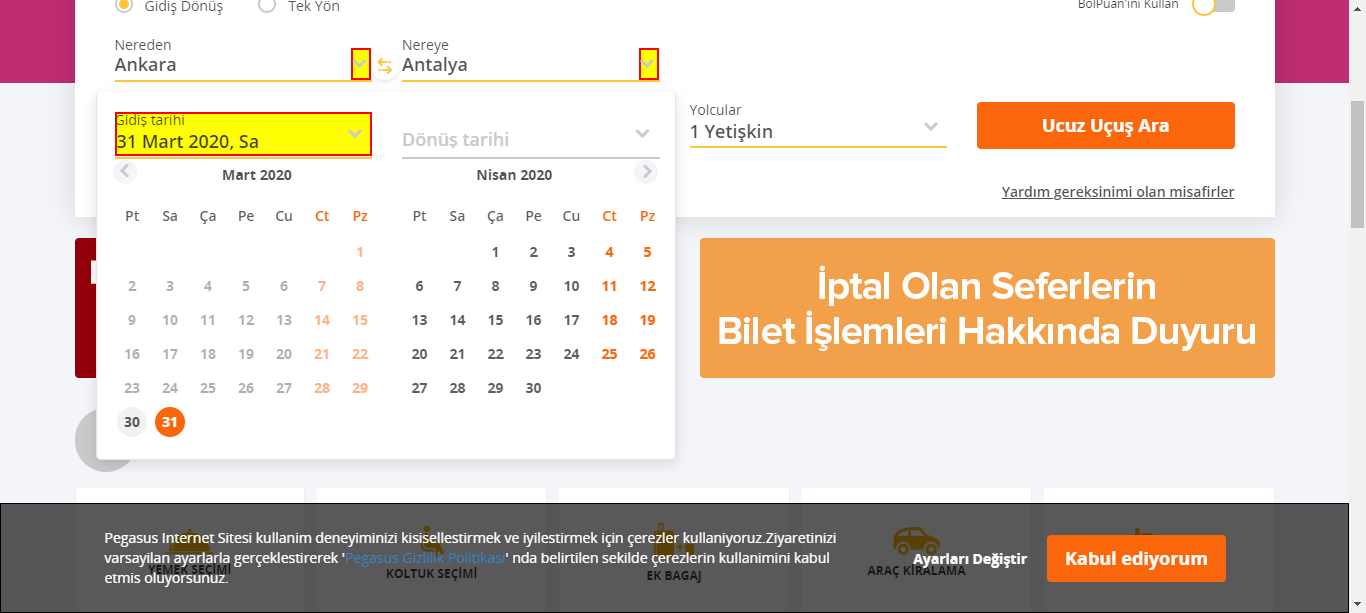 Gidiş Dönüş Tek Yön BolPuan'ını Kullan
Nereden Nereye
Ankara Antalya
Gidiş tarihi
31 Mart 2020, Sa
Dönüş tarihi
Yolcular
1 Yetişkin
Ucuz Uçuş Ara
Yardım gereksinimi olan misafirler
Mart 2020
Pt Sa Ça Pe Cu Ct Pz
1
2 3 4 5 6 7 8
9 10 11 12 13 14 15
16 17 18 19 20 21 22
23 24 25 26 27 28 29
30 31
Nisan 2020
Pt Sa Ça Pe Cu Ct Pz
1 2 3 4 5
6 7 8 9 10 11 12
13 14 15 16 17 18 19
20 21 22 23 24 25 26
27 28 29 30
İptal Olan Seferlerin
Bilet İşlemleri Hakkında Duyuru
Pegasus Internet Sitesi kullanim deneyiminizi kisisellestirmek ve iyilestirmek için çerezler kullaniyoruz.Ziyaretinizi
varsayilan ayarlarla gerçeklestirerek 'Pegasus Gizlilik Politikasi' nda belirtilen sekilde çerezlerin kullanimini kabul
etmis oluyorsunuz.
Ayarları Değiştir
Kabul ediyorum
YEMEK SEÇİMİ
KOLTUK SEÇİMİ
EK BAGAJ
ARAÇ KİRALAMA